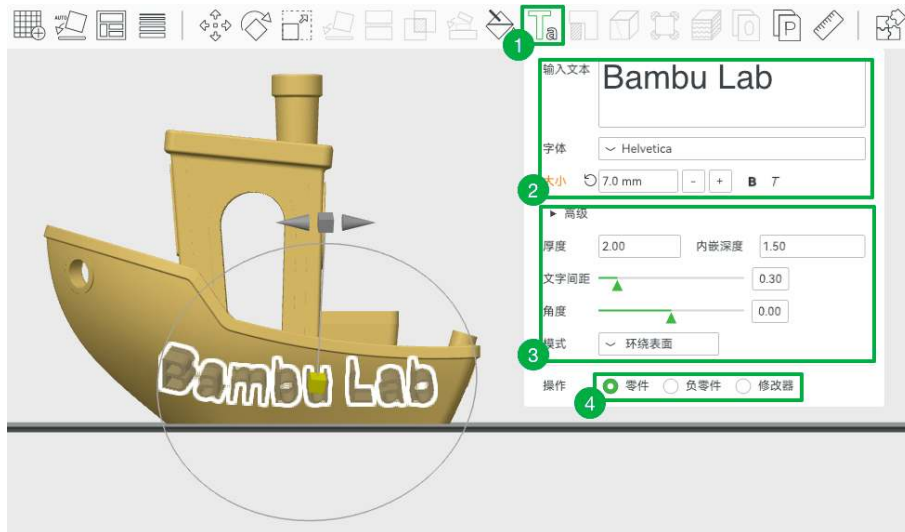 AUTO
Ta
O
P
1
输入文本
Bambu Lab
字体
Helvetica
2
大小
7.0 mm
-
+
B
T
高级
厚度
2.00
内嵌深度
1.50
文字间距
0.30
角度
0.00
3
模式
环绕表面
操作
零件
负零件
修改器
4
Bambu Lab